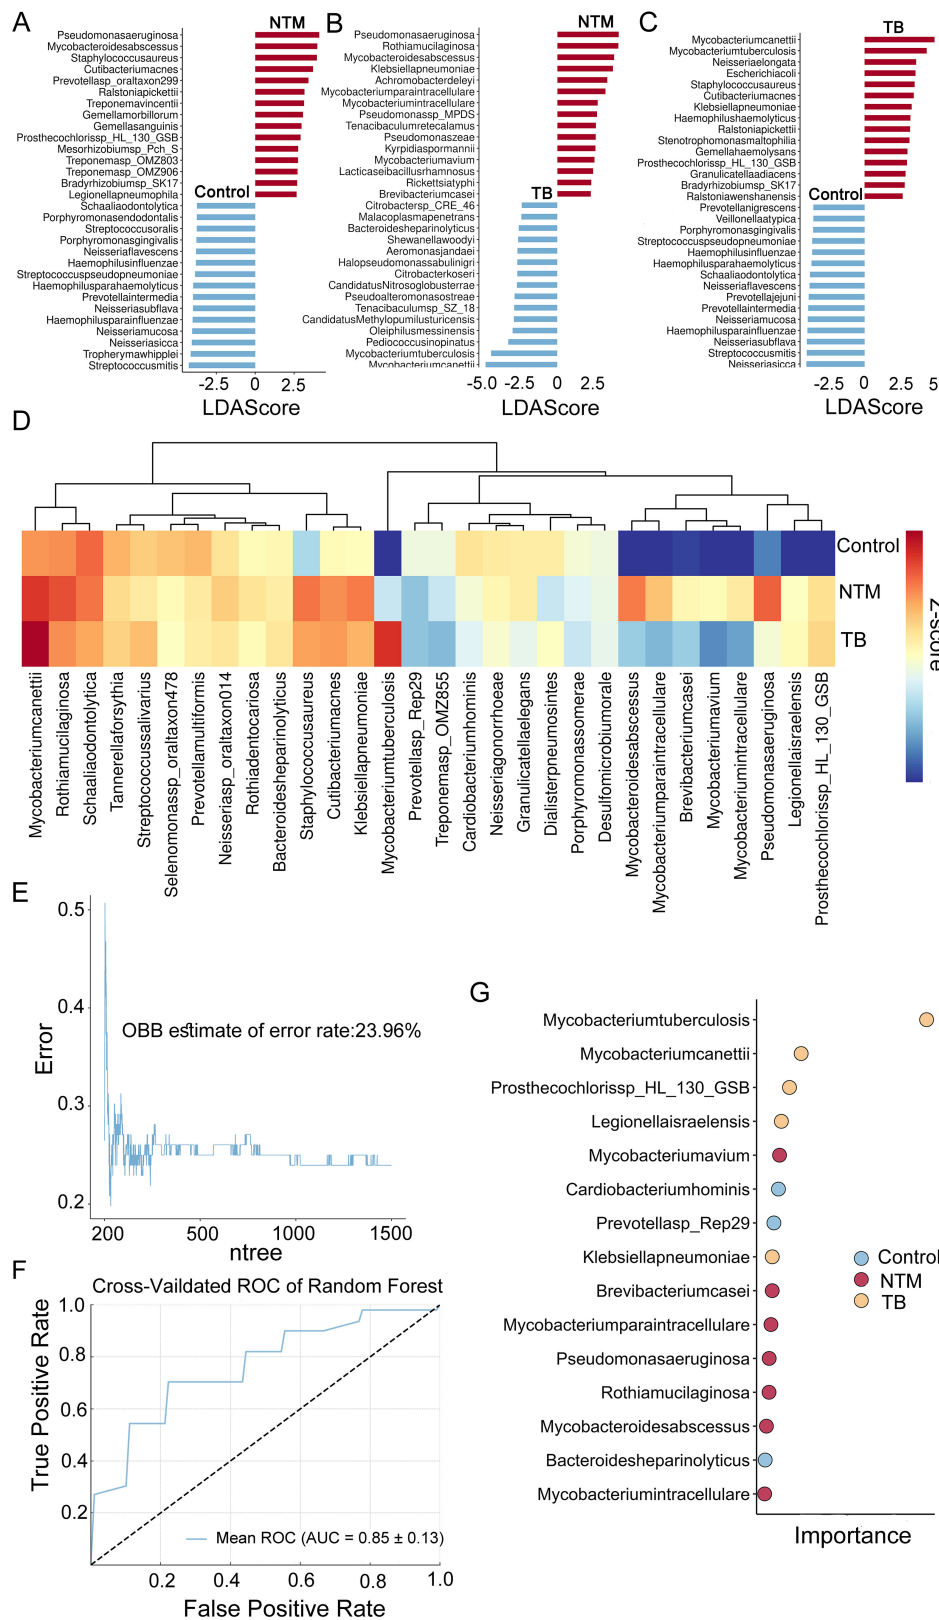 A
NTM
Pseudomonasaeruginosa
Mycobacteroidesabscessus
Staphylococcusaureus
Cutibacteriumacnes
Prevotellasp_oraltaxon299
Ralstoniapickettii
Treponemavincentii
Gemellamorbillorum
Gemellasanguinis
Prosthecochlorissp_HL_130_GSB
Mesorhizobiumsp_Pch_S
Treponemasp_OMZ803
Treponemasp_OMZ906
Bradyrhizobiumsp_SK17
Legionellapneumophila
Control
Schaaliaodontolytica
Porphyromonasendodontalis
Streptococcusoralis
Porphyromonasgingivalis
Neisseriaflavescens
Haemophilusinfluenzae
Streptococcuspseudopneumoniae
Haemophilusparahaemolyticus
Prevotellaintermedia
Neisseriasubflava
Haemophilusparainfluenzae
Neisseriamucosa
Neisseriasicca
Tropherymawhipplei
Streptococcusmitis
-2.5 0 2.5
LDAScore
B
NTM
Pseudomonasaeruginosa
Rothiamucilaginosa
Mycobacteroidesabscessus
Klebsiellapneumoniae
Achromobacterdeleyi
Mycobacteriumparaintracellulare
Mycobacteriumintracellulare
Pseudomonassp_MPDS
Tenacibaculumretecalamus
Pseudomonaszeae
Kyrpidiaspormannii
Mycobacteriumavium
Lacticaseibacillusrhamnosus
Rickettsiatyphi
Brevibacteriumcasei
TB
Citrobactersp_CRE_46
Malacoplasmapenetrans
Bacteroidesheparinolyticus
Shewanellawoodyi
Aeromonasjandaei
Halopseudomonassabulinigri
Citrobacterkoseri
CandidatusNitrosoglobusterrae
Pseudoalteromonasostreae
Tenacibaculumsp_SZ_18
CandidatusMethylopumilusturicensis
Oleiphilusmessinensis
Pediococcusinopinatus
Mycobacteriumtuberculosis
Mycobacteriumcanettii
-5.0 -2.5 0 2.5
LDAScore
C
TB
Mycobacteriumcanettii
Mycobacteriumtuberculosis
Neisseriaelongata
Escherichiacoli
Staphylococcusaureus
Cutibacteriumacnes
Klebsiellapneumoniae
Haemophilushaemolyticus
Ralstoniapickettii
Stenotrophomonasmaltophilia
Gemellahaemolysans
Prosthecochlorissp_HL_130_GSB
Granulicatellaadiacens
Bradyrhizobiumsp_SK17
Ralstoniawenshanensis
Control
Prevotellanigrescens
Veillonellaatypica
Porphyromonasgingivalis
Streptococcuspseudopneumoniae
Haemophilusinfluenzae
Haemophilusparahaemolyticus
Schaaliaodontolytica
Neisseriaflavescens
Prevotellajejuni
Prevotellaintermedia
Neisseriamucosa
Haemophilusparainfluenzae
Neisseriasubflava
Streptococcusmitis
Neisseriasicca
-2.5 0 2.5 5
LDAScore
D
Control
NTM
TB
Z-score
Mycobacteriumcanettii
Rothiamucilaginosa
Schaaliaodontolytica
Tannerellaforsythia
Streptococcussalivarius
Selenomonassp_oraltaxon478
Prevotellamultiformis
Neisseriasp_oraltaxon014
Rothiadentocariosa
Bacteroidesheparinolyticus
Staphylococcusaureus
Cutibacteriumacnes
Klebsiellapneumoniae
Mycobacteriumtuberculosis
Prevotellasp_Rep29
Treponemasp_OMZ855
Cardiobacteriumhominis
Neisseriagonorrhoeae
Granulicatellaelegans
Dialisterpneumosintes
Porphyromonassomerae
Desulfomicrobiumorale
Mycobacteroidesabscessus
Mycobacteriumparaintracellulare
Brevibacteriumcasei
Mycobacteriumavium
Mycobacteriumintracellulare
Pseudomonasaeruginosa
Legionellaisraelensis
Prosthecochlorissp_HL_130_GSB
E
Error
0.5
0.4
0.3
0.2
OBB estimate of error rate:23.96%
200 500 1000 1500
ntree
F
Cross-Vaildated ROC of Random Forest
True Positive Rate
1.0
0.8
0.6
0.4
0.2
Mean ROC (AUC = 0.85 ± 0.13)
0.2 0.4 0.6 0.8 1.0
False Positive Rate
G
Mycobacteriumtuberculosis
Mycobacteriumcanettii
Prosthecochlorissp_HL_130_GSB
Legionellaisraelensis
Mycobacteriumavium
Cardiobacteriumhominis
Prevotellasp_Rep29
Klebsiellapneumoniae
Brevibacteriumcasei
Mycobacteriumparaintracellulare
Pseudomonasaeruginosa
Rothiamucilaginosa
Mycobacteroidesabscessus
Bacteroidesheparinolyticus
Mycobacteriumintracellulare
Control
NTM
TB
Importance